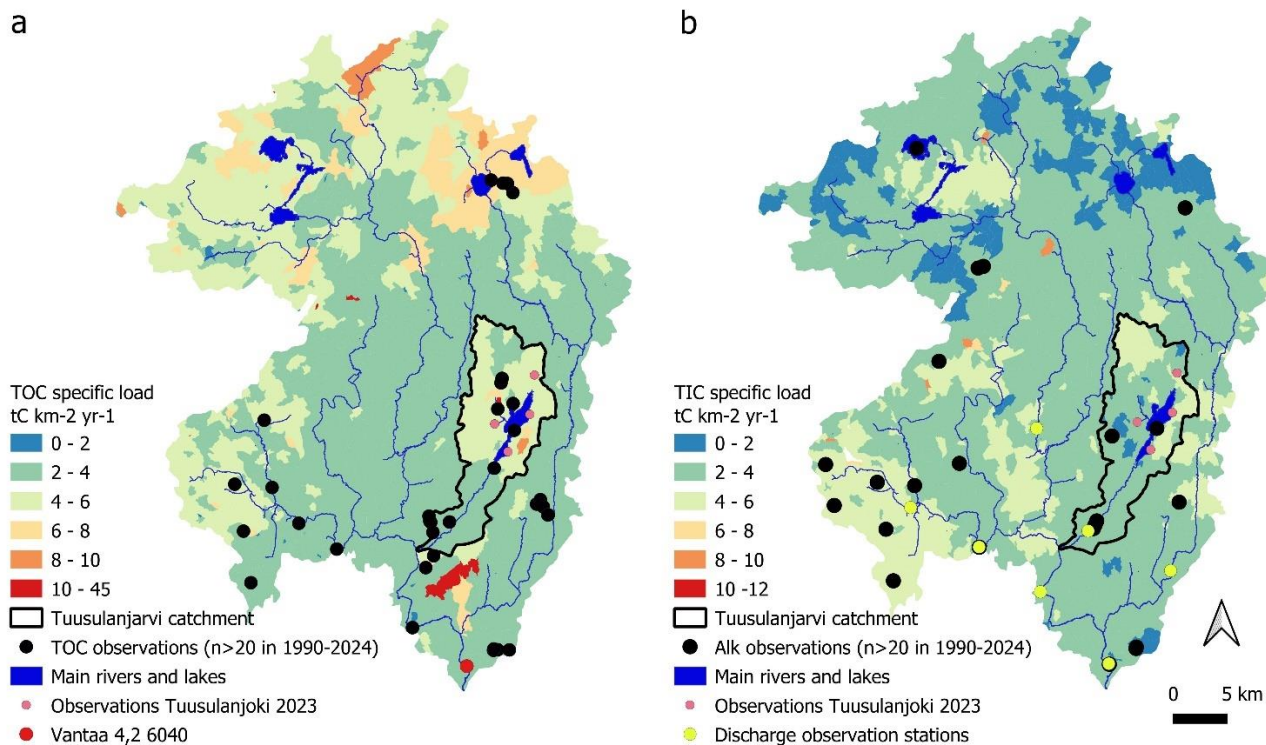 a
TOC specific load
tC km-2 yr-1
0 - 2
2 - 4
4 - 6
6 - 8
8 - 10
10 - 45
Tuusulanjarvi catchment
TOC observations (n>20 in 1990-2024)
Main rivers and lakes
Observations Tuusulanjoki 2023
Vantaa 4,2 6040
b
TIC specific load
tC km-2 yr-1
0 - 2
2 - 4
4 - 6
6 - 8
8 - 10
10 -12
Tuusulanjarvi catchment
Alk observations (n>20 in 1990-2024)
Main rivers and lakes
Observations Tuusulanjoki 2023
Discharge observation stations
0 5 km